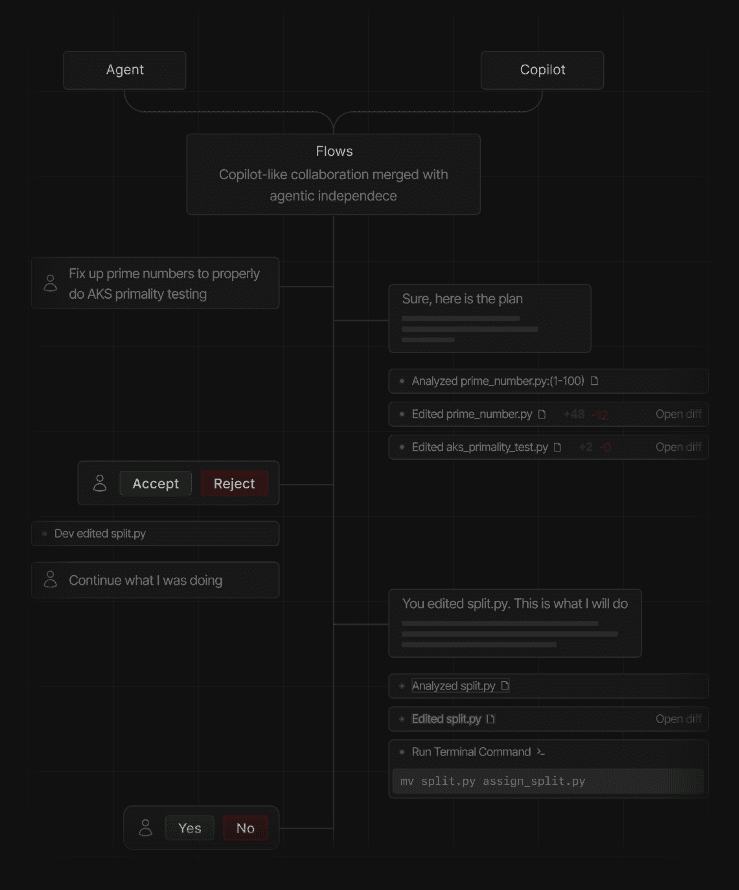 Agent
Copilot
Flows
Copilot-like collaboration merged with
agentic independece
Fix up prime numbers to properly
do AKS primality testing
Sure, here is the plan
Analyzed prime_number.py:(1-100)
Edited prime_number.py +48 -12 Open diff
Edited aks_primality_test.py +2 -0 Open diff
Accept Reject
Dev edited split.py
Continue what I was doing
You edited split.py. This is what I will do
Analyzed split.py
Edited split.py Open diff
Run Terminal Command
mv split.py assign_split.py
Yes No